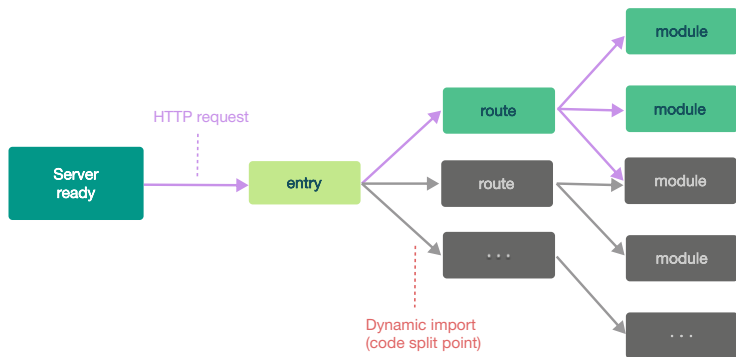 module
HTTP request
route
module
Server
ready
entry
route
module
· · ·
module
Dynamic import
(code split point)
· · ·